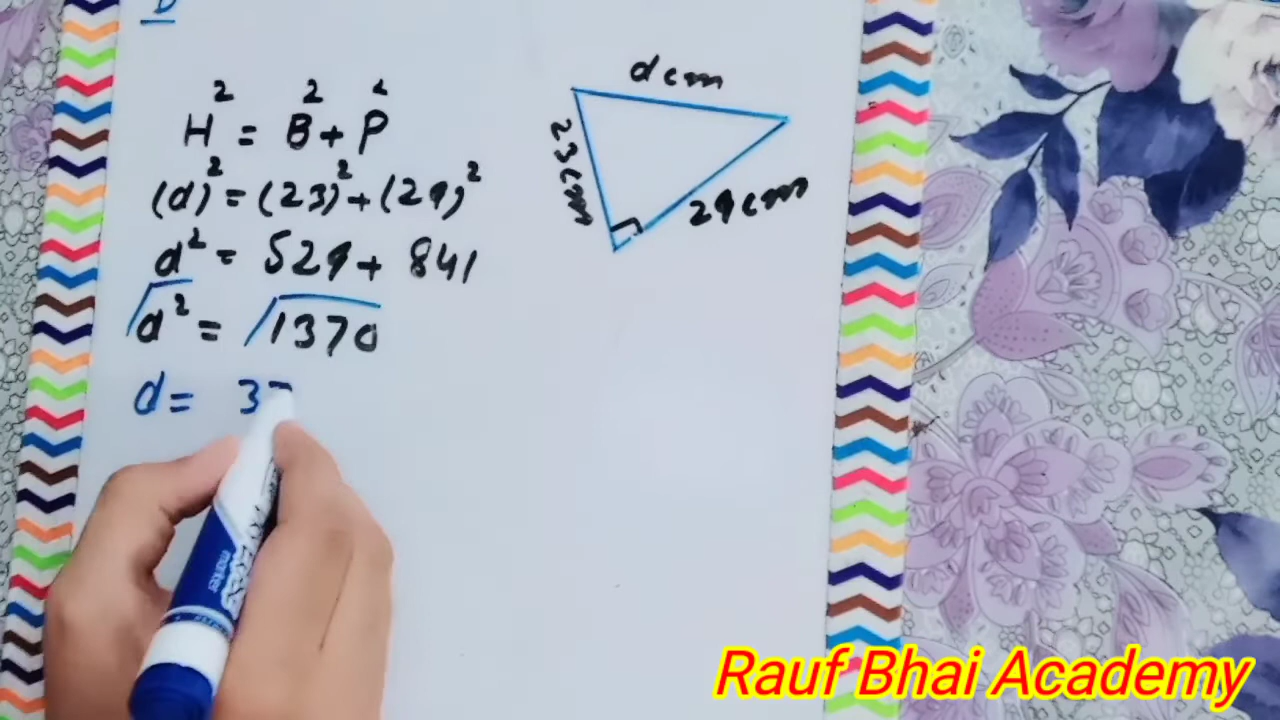 H² = B² + P²
(d)² = (23)² + (29)²
d² = 529 + 841
√d² = √1370
d = 37
d cm
23 cm
29 cm
Rauf Bhai Academy